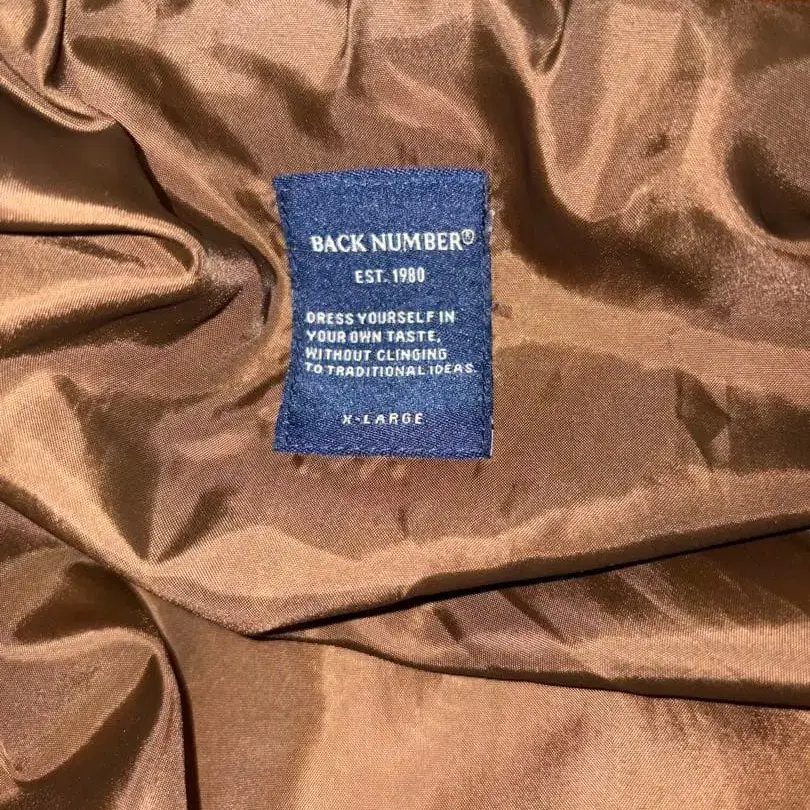 BACK NUMBER®
EST. 1980
DRESS YOURSELF IN
YOUR OWN TASTE,
WITHOUT CLINGING
TO TRADITIONAL IDEAS.
X-LARGE